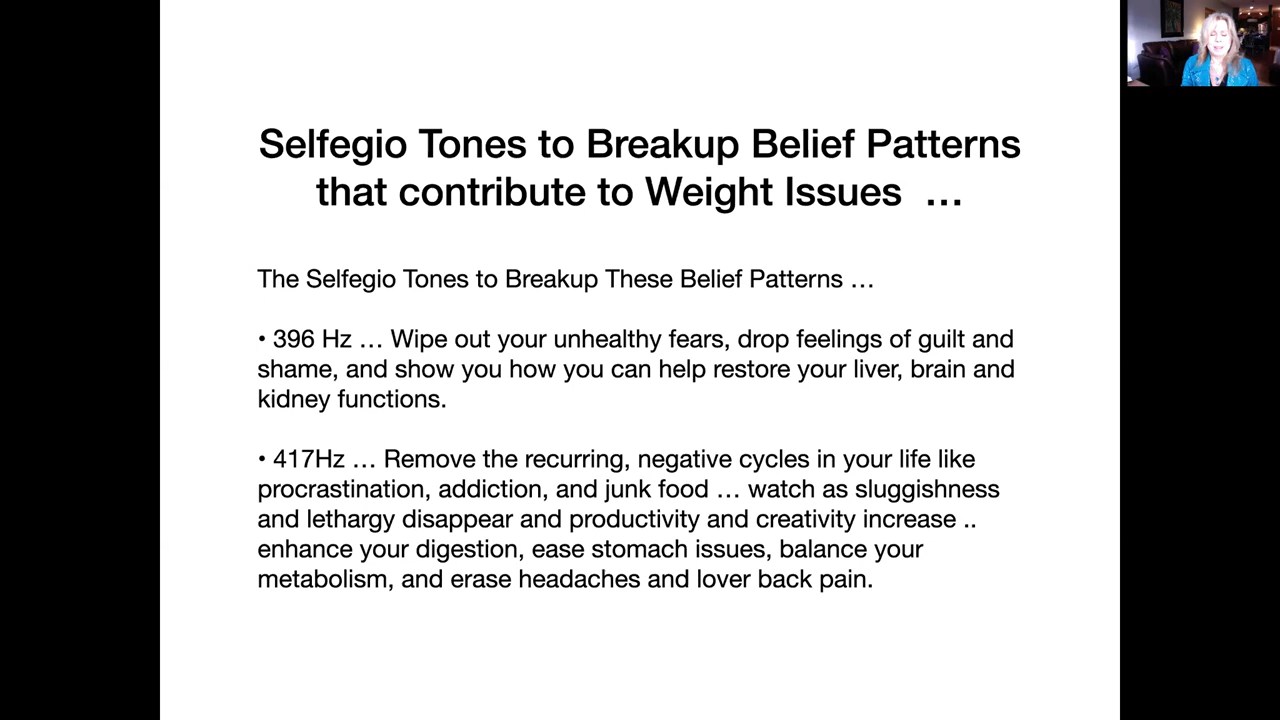 Selfegio Tones to Breakup Belief Patterns
that contribute to Weight Issues  …
The Selfegio Tones to Breakup These Belief Patterns …
• 396 Hz … Wipe out your unhealthy fears, drop feelings of guilt and
shame, and show you how you can help restore your liver, brain and
kidney functions.
• 417Hz … Remove the recurring, negative cycles in your life like
procrastination, addiction, and junk food … watch as sluggishness
and lethargy disappear and productivity and creativity increase ..
enhance your digestion, ease stomach issues, balance your
metabolism, and erase headaches and lover back pain.